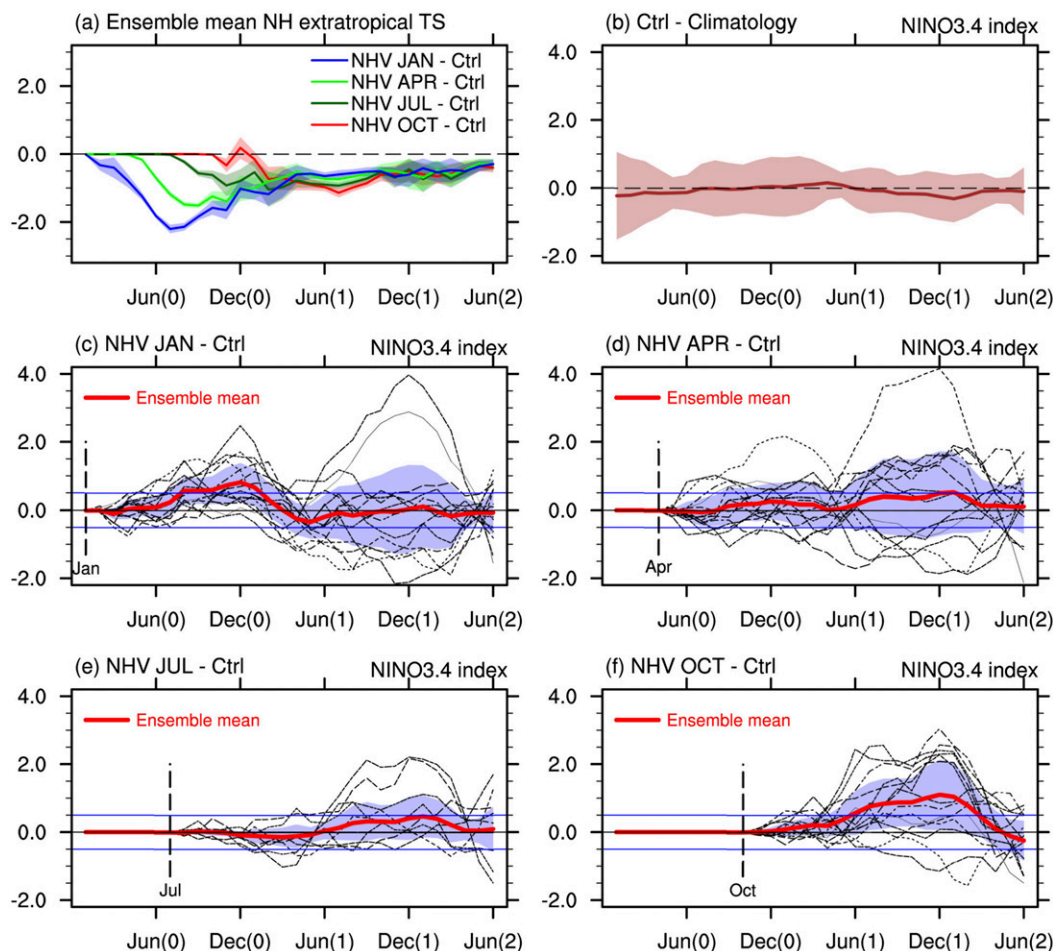 (a) Ensemble mean NH extratropical TS
NHV JAN - Ctrl
NHV APR - Ctrl
NHV JUL - Ctrl
NHV OCT - Ctrl
2.0
0.0
-2.0
Jun(0) Dec(0) Jun(1) Dec(1) Jun(2)
(b) Ctrl - Climatology NINO3.4 index
4.0
2.0
0.0
-2.0
Jun(0) Dec(0) Jun(1) Dec(1) Jun(2)
(c) NHV JAN - Ctrl NINO3.4 index
4.0
Ensemble mean
2.0
0.0
-2.0
Jan
Jun(0) Dec(0) Jun(1) Dec(1) Jun(2)
(d) NHV APR - Ctrl NINO3.4 index
4.0
Ensemble mean
2.0
0.0
-2.0
Apr
Jun(0) Dec(0) Jun(1) Dec(1) Jun(2)
(e) NHV JUL - Ctrl NINO3.4 index
4.0
Ensemble mean
2.0
0.0
Jul
-2.0
Jun(0) Dec(0) Jun(1) Dec(1) Jun(2)
(f) NHV OCT - Ctrl NINO3.4 index
4.0
Ensemble mean
2.0
0.0
Oct
-2.0
Jun(0) Dec(0) Jun(1) Dec(1) Jun(2)